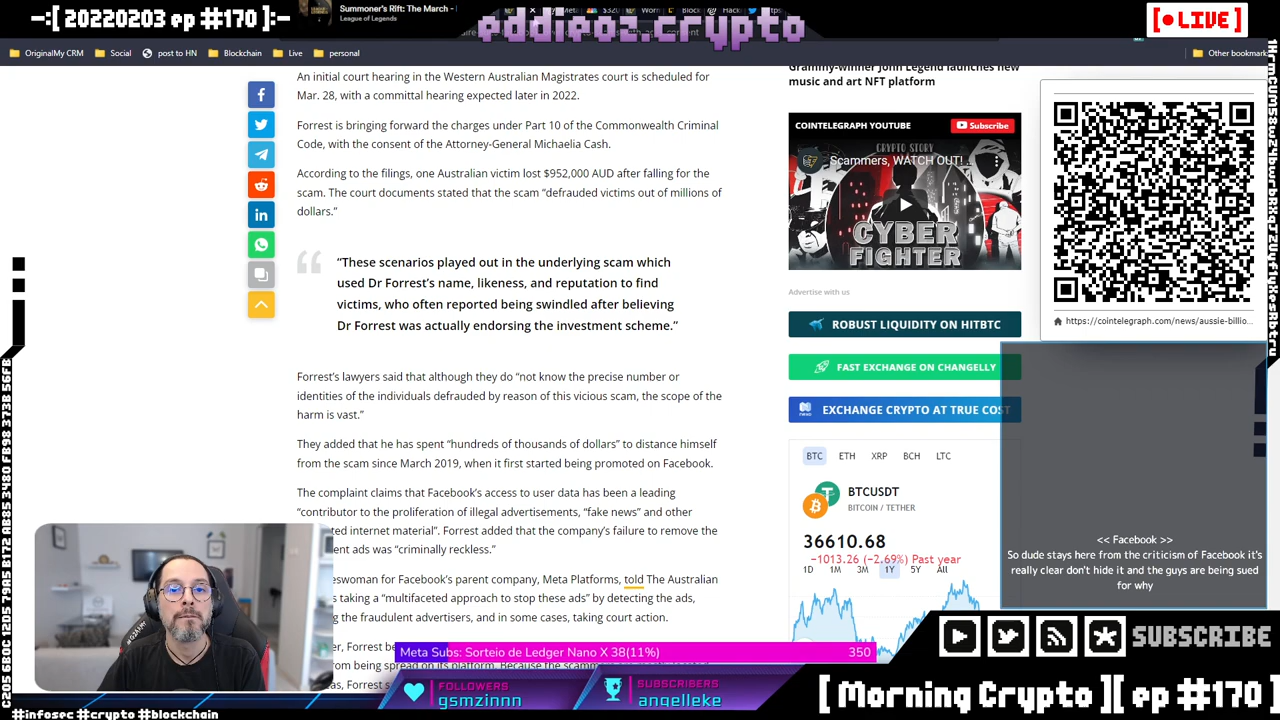 -:[ 20220203 ep #170 ]:-
Summoner's Rift: The March -
League of Legends
eddieoz.crypto
[ LIVE ]
OriginalMy CRM
Social
post to HN
Blockchain
Live
personal
Other bookmark
An initial court hearing in the Western Australian Magistrates court is scheduled for
Mar. 28, with a committal hearing expected later in 2022.
Forrest is bringing forward the charges under Part 10 of the Commonwealth Criminal
Code, with the consent of the Attorney-General Michaelia Cash.
According to the filings, one Australian victim lost $952,000 AUD after falling for the
scam. The court documents stated that the scam “defrauded victims out of millions of
dollars.”
“These scenarios played out in the underlying scam which
used Dr Forrest’s name, likeness, and reputation to find
victims, who often reported being swindled after believing
Dr Forrest was actually endorsing the investment scheme.”
Forrest’s lawyers said that although they do “not know the precise number or
identities of the individuals defrauded by reason of this vicious scam, the scope of the
harm is vast.”
They added that he has spent “hundreds of thousands of dollars” to distance himself
from the scam since March 2019, when it first started being promoted on Facebook.
The complaint claims that Facebook’s access to user data has been a leading
“contributor to the proliferation of illegal advertisements, “fake news” and other
ted internet material”. Forrest added that the company’s failure to remove the
ent ads was “criminally reckless.”
eswoman for Facebook’s parent company, Meta Platforms, told The Australian
s taking a “multifaceted approach to stop these ads” by detecting the ads,
g the fraudulent advertisers, and in some cases, taking court action.
er, Forrest be
from being spread on its platform. Because the scammers
as, Forrest s
Grammy-winner John Legend launches new
music and art NFT platform
COINTELEGRAPH YOUTUBE
Subscribe
CRYPTO STORY
Scammers, WATCH OUT! ...
CYBER
FIGHTER
Advertise with us
ROBUST LIQUIDITY ON HITBTC
FAST EXCHANGE ON CHANGELLY
EXCHANGE CRYPTO AT TRUE COST
BTC ETH XRP BCH LTC
BTCUSDT
BITCOIN / TETHER
36610.68
−1013.26 (−2.69%) Past year
1D 1M 3M 1Y 5Y All
https://cointelegraph.com/news/aussie-billio...
<< Facebook >>
So dude stays here from the criticism of Facebook it's
really clear don't hide it and the guys are being sued
for why
Meta Subs: Sorteio de Ledger Nano X 38(11%)
350
FOLLOWERS
gsmzinnn
SUBSCRIBERS
angelleke
SUBSCRIBE
[ Morning Crypto ][ ep #170 ]
#infosec #crypto #blockchain